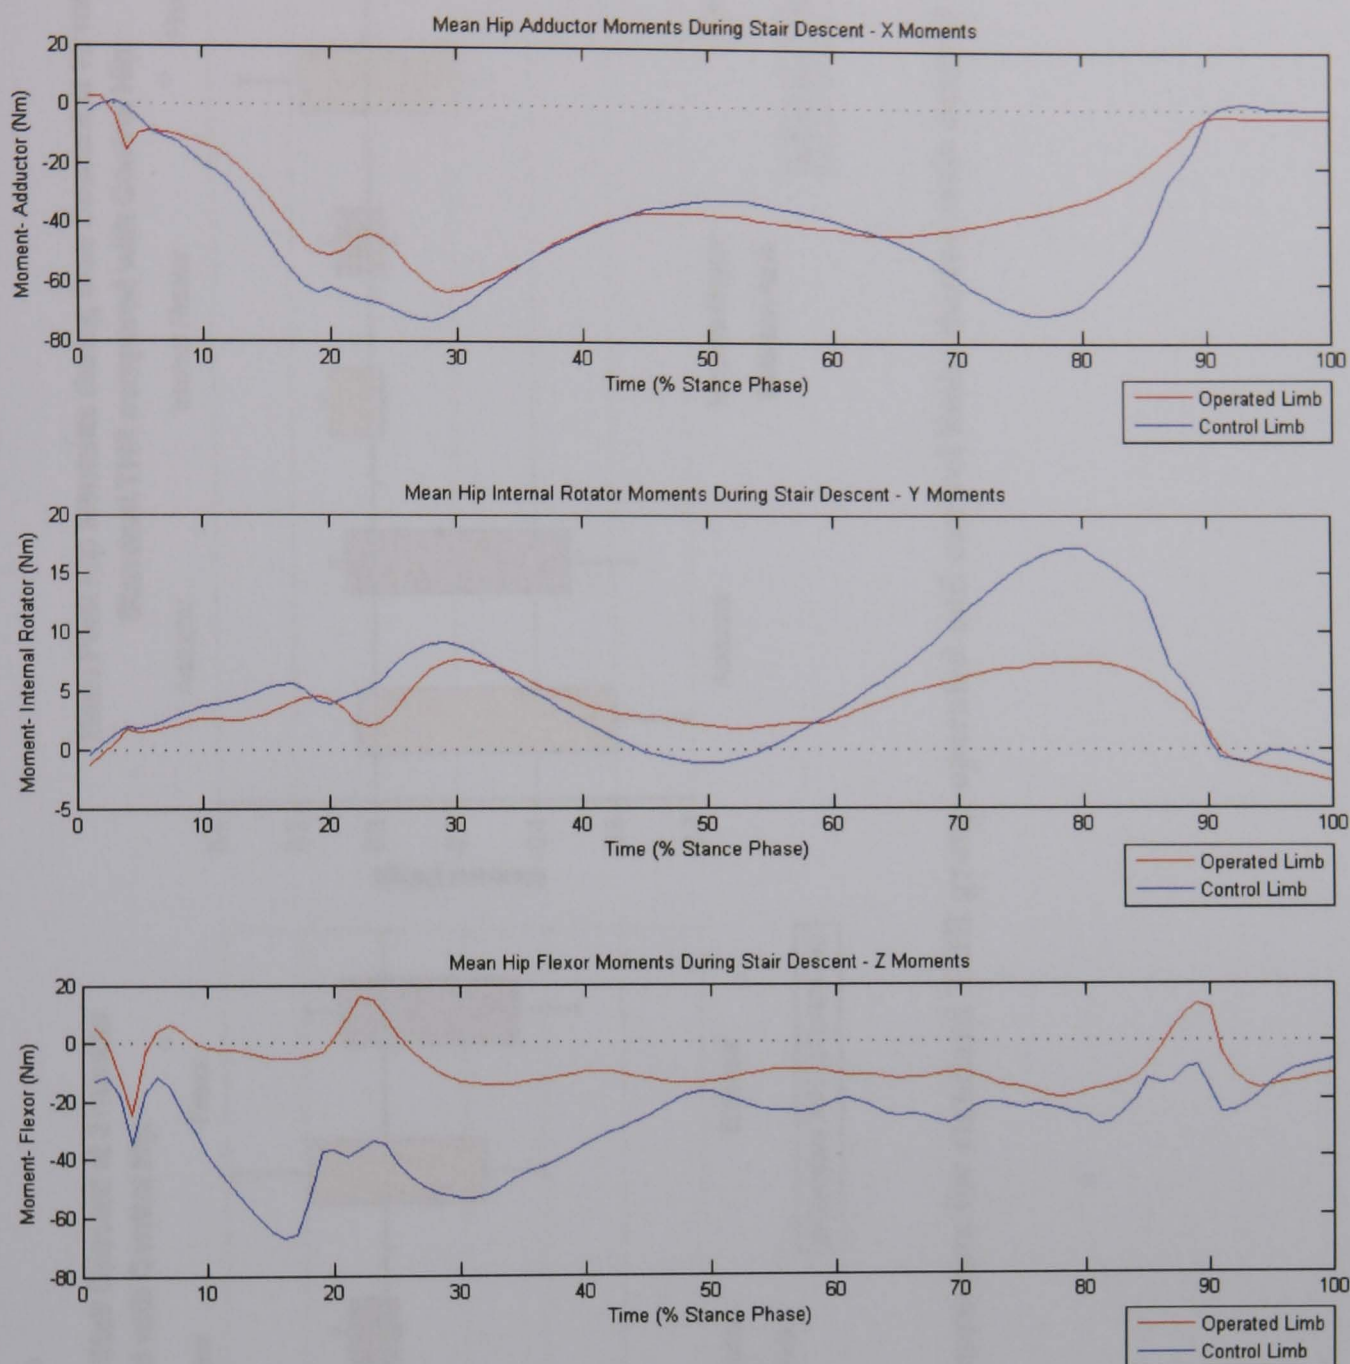 Mean Hip Adductor Moments During Stair Descent - X Moments
20
0
-20
-40
-60
-80
Moment- Adductor (Nm)
0 10 20 30 40 50 60 70 80 90 100
Time (% Stance Phase)
Operated Limb
Control Limb
Mean Hip Internal Rotator Moments During Stair Descent - Y Moments
20
15
10
5
0
-5
Moment- Internal Rotator (Nm)
0 10 20 30 40 50 60 70 80 90 100
Time (% Stance Phase)
Operated Limb
Control Limb
Mean Hip Flexor Moments During Stair Descent - Z Moments
20
0
-20
-40
-60
-80
Moment- Flexor (Nm)
0 10 20 30 40 50 60 70 80 90 100
Time (% Stance Phase)
Operated Limb
Control Limb